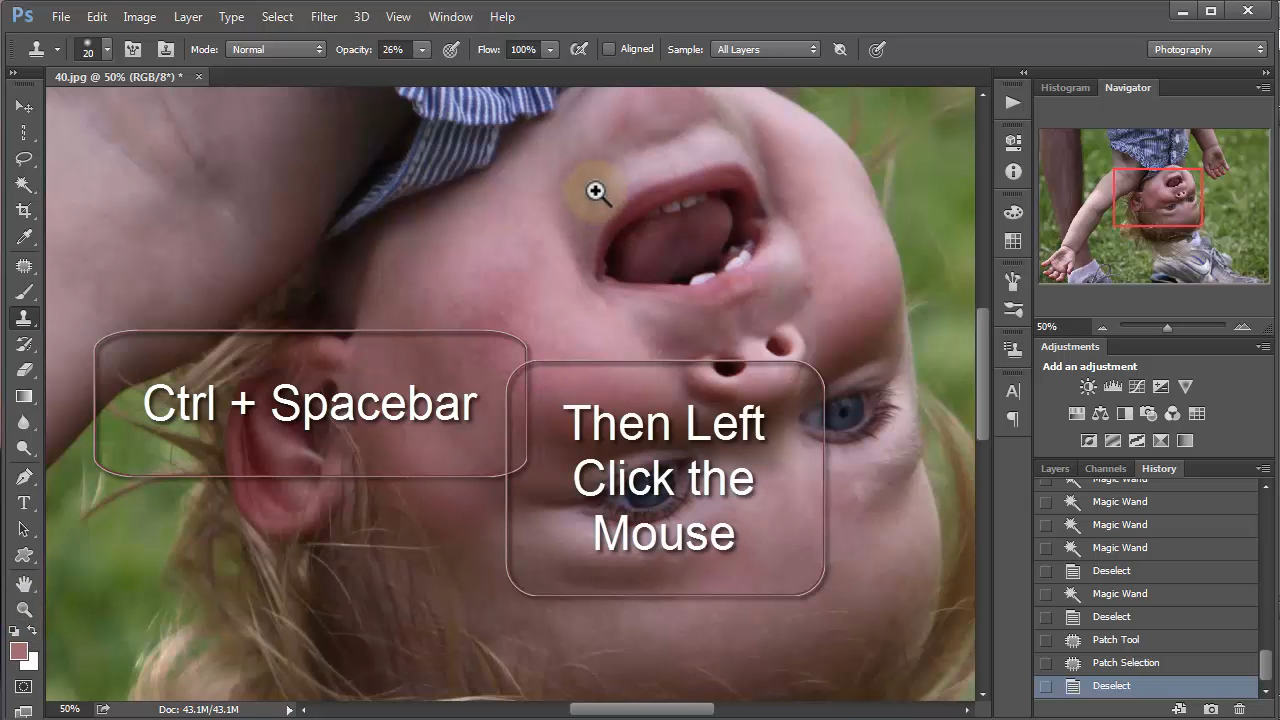 Ps File Edit Image Layer Type Select Filter 3D View Window Help
20 Mode: Normal Opacity: 26% Flow: 100% Aligned Sample: All Layers Photography
40.jpg @ 50% (RGB/8*) * ×
Histogram Navigator
50%
Adjustments
Add an adjustment
Ctrl + Spacebar
Then Left
Click the
Mouse
Layers Channels History
Magic Wand
Magic Wand
Magic Wand
Magic Wand
Deselect
Magic Wand
Deselect
Patch Tool
Patch Selection
Deselect
50% Doc: 43.1M/43.1M